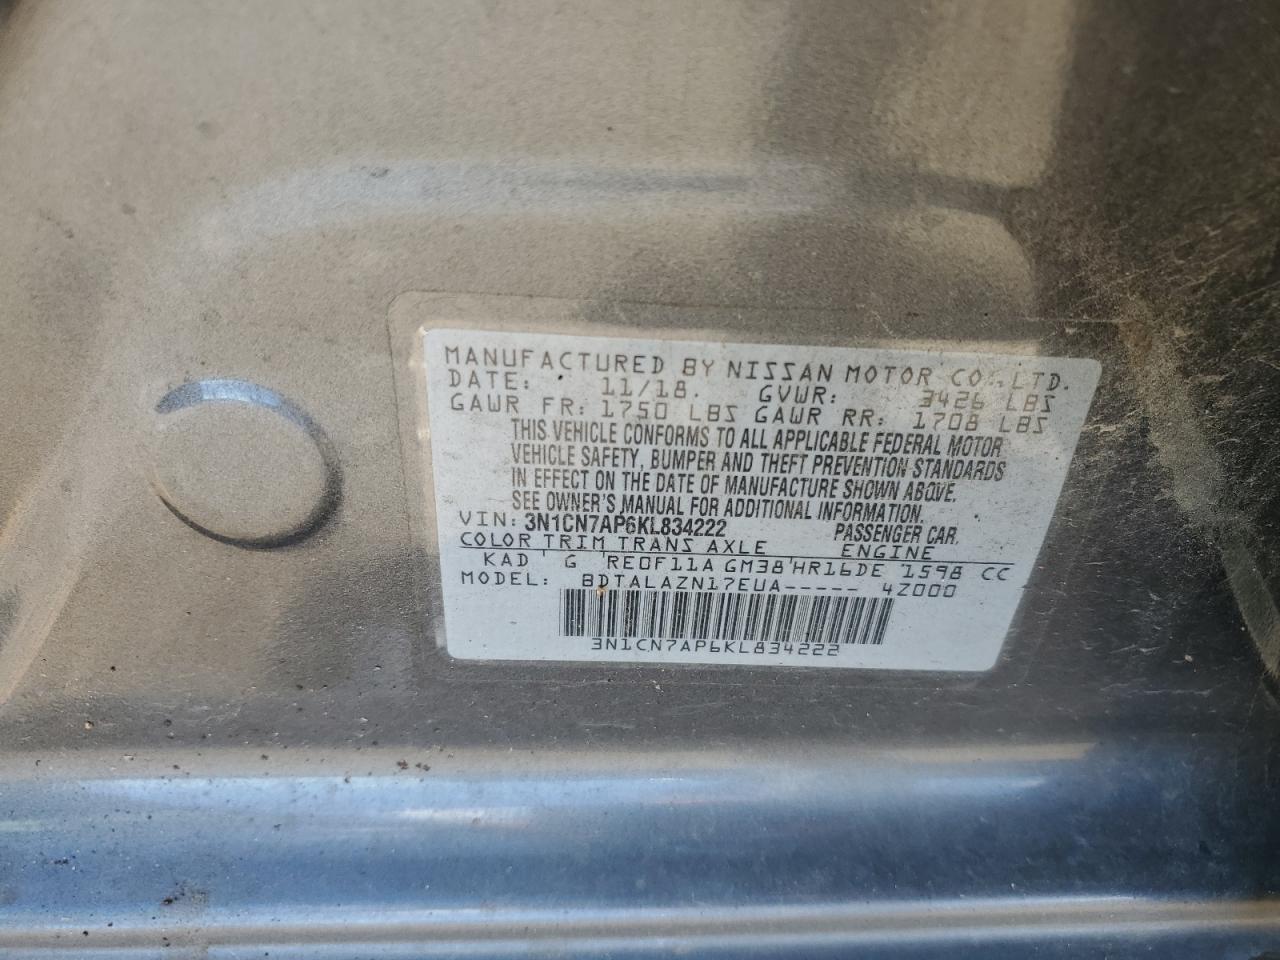 MANUFACTURED BY NISSAN MOTOR CO., LTD.
DATE: 11/18. GVWR: 3426 LBS
GAWR FR: 1750 LBS GAWR RR: 1708 LBS
THIS VEHICLE CONFORMS TO ALL APPLICABLE FEDERAL MOTOR
VEHICLE SAFETY, BUMPER AND THEFT PREVENTION STANDARDS
IN EFFECT ON THE DATE OF MANUFACTURE SHOWN ABOVE.
SEE OWNER'S MANUAL FOR ADDITIONAL INFORMATION.
VIN: 3N1CN7AP6KL834222 PASSENGER CAR
COLOR TRIM TRANS AXLE ENGINE
KAD G RE0F11A GM38 HR16DE 1598 CC
MODEL: BDTALAZN17EUA----- 4Z000
3N1CN7AP6KL834222